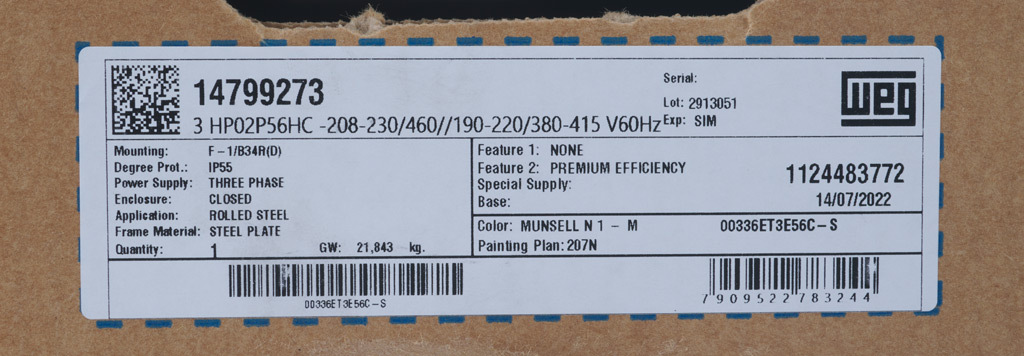 14799273
Serial:
Lot: 2913051
Exp: SIM
weg
3 HP02P56HC -208-230/460//190-220/380-415 V60Hz
Mounting: F-1/B34R(D)
Degree Prot.: IP55
Power Supply: THREE PHASE
Enclosure: CLOSED
Application: ROLLED STEEL
Frame Material: STEEL PLATE
Quantity: 1 GW: 21,843 kg.
Feature 1: NONE
Feature 2: PREMIUM EFFICIENCY
Special Supply:
Base:
1124483772
14/07/2022
Color: MUNSELL N 1 - M 00336ET3E56C-S
Painting Plan: 207N
00336ET3E56C-S
7 909522 783244